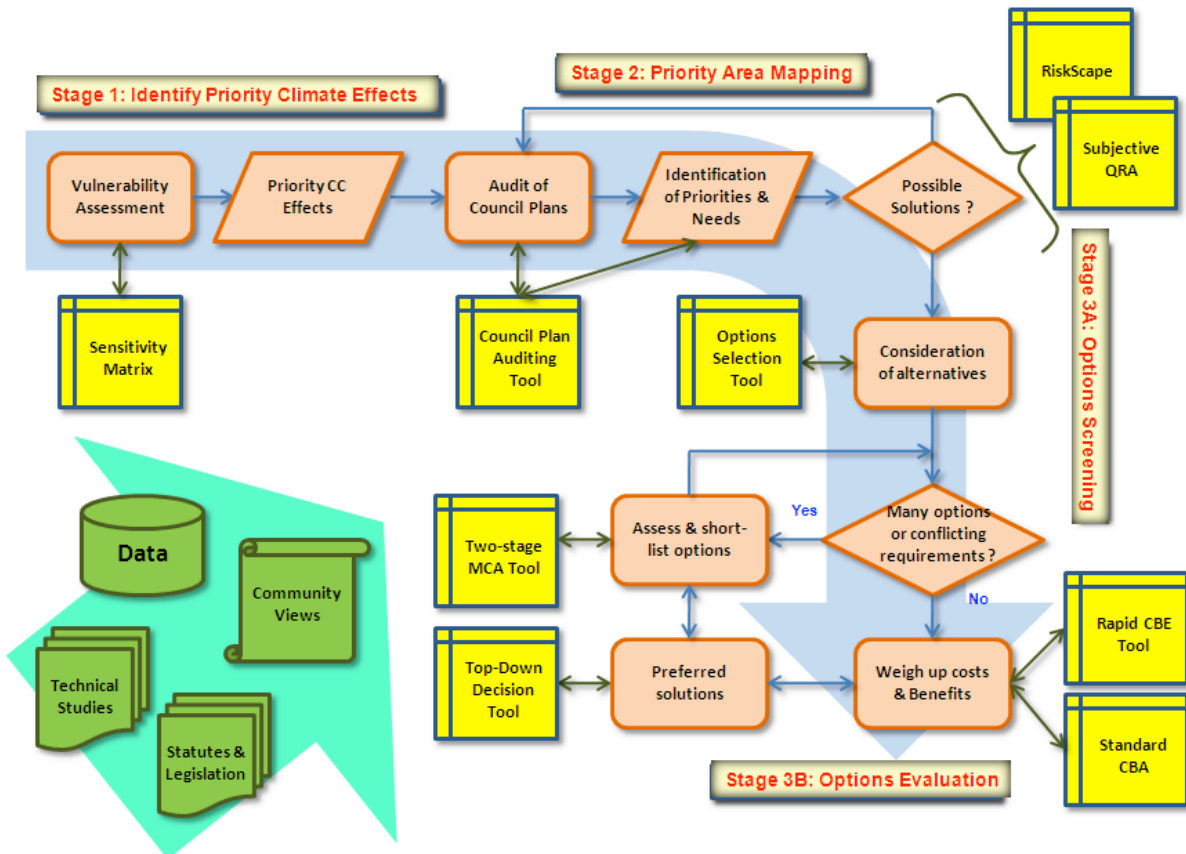 Stage 1: Identify Priority Climate Effects
Stage 2: Priority Area Mapping
RiskScape
Subjective
QRA
Vulnerability
Assessment
Priority CC
Effects
Audit of
Council Plans
Identification
of Priorities &
Needs
Possible
Solutions ?
Stage 3A: Options Screening
Sensitivity
Matrix
Council Plan
Auditing
Tool
Options
Selection
Tool
Consideration
of alternatives
Data
Community
Views
Technical
Studies
Statutes &
Legislation
Two-stage
MCA Tool
Assess & short-
list options
Yes
Many options
or conflicting
requirements ?
No
Top-Down
Decision
Tool
Preferred
solutions
Weigh up costs
& Benefits
Rapid CBE
Tool
Standard
CBA
Stage 3B: Options Evaluation